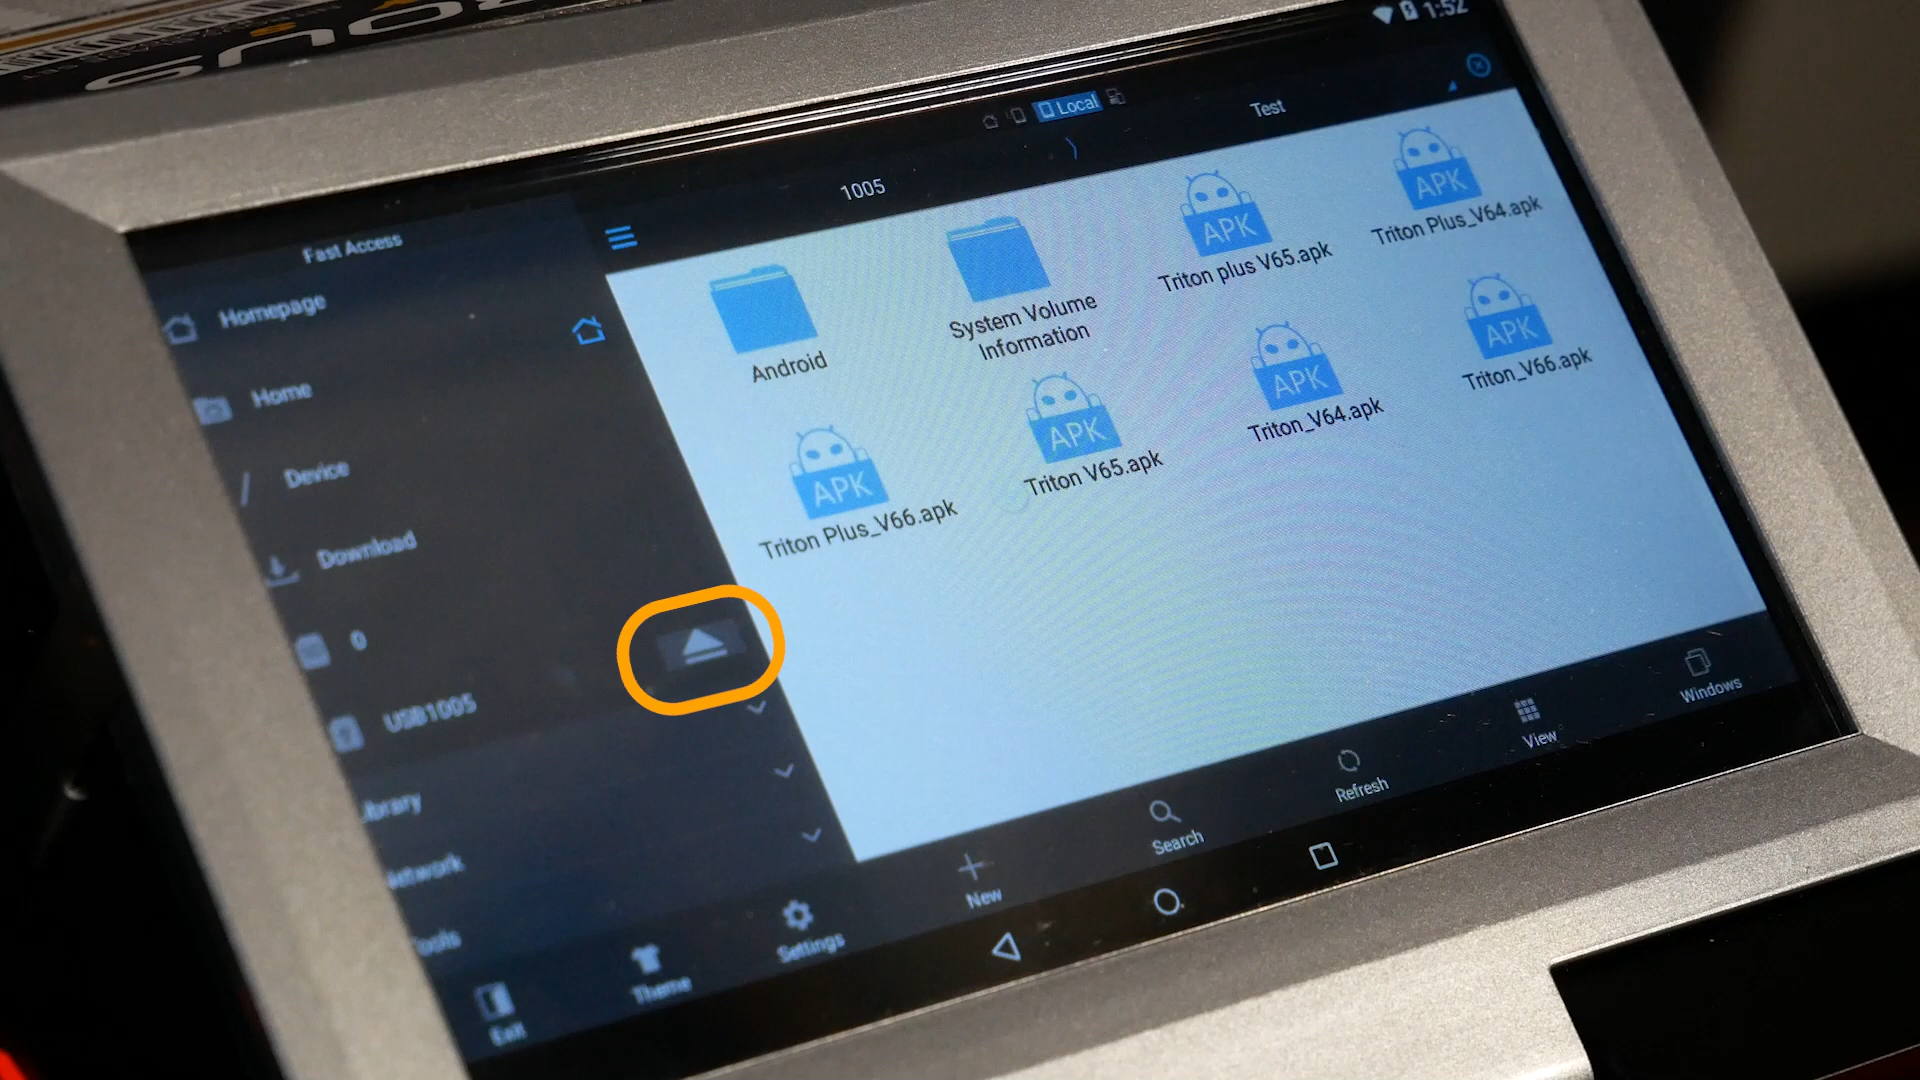 1:52
Local
Test
1005
Fast Access
Homepage
Home
Device
Download
0
USB1005
Library
Network
Tools
Exit
Theme
Settings
APK
Triton Plus_V64.apk
APK
Triton plus V65.apk
System Volume
Information
Android
APK
Triton_V66.apk
APK
Triton_V64.apk
APK
Triton V65.apk
APK
Triton Plus_V66.apk
New
Search
Refresh
View
Windows